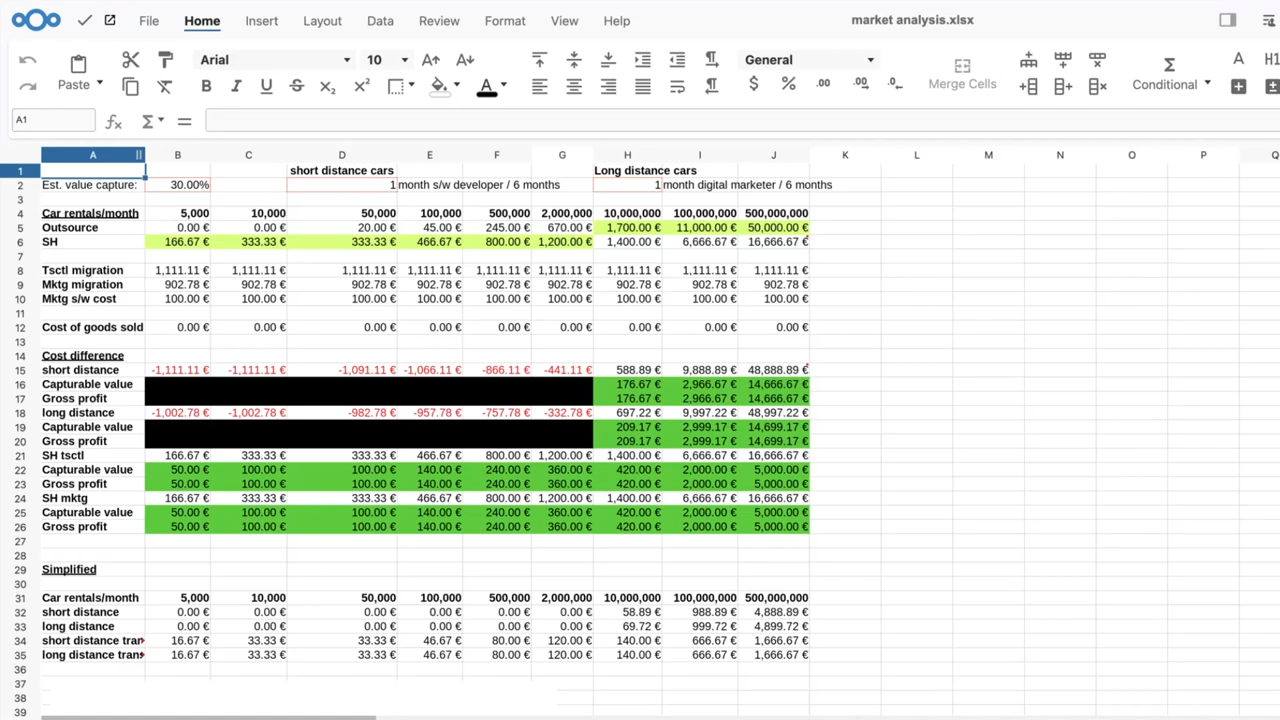 File Home Insert Layout Data Review Format View Help market analysis.xlsx
Arial 10 General
Paste Merge Cells Conditional
A1
A B C D E F G H I J K L M N O P Q
1 short distance cars Long distance cars
2 Est. value capture: 30.00% 1 month s/w developer / 6 months 1 month digital marketer / 6 months
3
4 Car rentals/month 5,000 10,000 50,000 100,000 500,000 2,000,000 10,000,000 100,000,000 500,000,000
5 Outsource 0.00 € 0.00 € 20.00 € 45.00 € 245.00 € 670.00 € 1,700.00 € 11,000.00 € 50,000.00 €
6 SH 166.67 € 333.33 € 333.33 € 466.67 € 800.00 € 1,200.00 € 1,400.00 € 6,666.67 € 16,666.67 €
7
8 Tsctl migration 1,111.11 € 1,111.11 € 1,111.11 € 1,111.11 € 1,111.11 € 1,111.11 € 1,111.11 € 1,111.11 € 1,111.11 €
9 Mktg migration 902.78 € 902.78 € 902.78 € 902.78 € 902.78 € 902.78 € 902.78 € 902.78 € 902.78 €
10 Mktg s/w cost 100.00 € 100.00 € 100.00 € 100.00 € 100.00 € 100.00 € 100.00 € 100.00 € 100.00 €
11
12 Cost of goods sold 0.00 € 0.00 € 0.00 € 0.00 € 0.00 € 0.00 € 0.00 € 0.00 € 0.00 €
13
14 Cost difference
15 short distance -1,111.11 € -1,111.11 € -1,091.11 € -1,066.11 € -866.11 € -441.11 € 588.89 € 9,888.89 € 48,888.89 €
16 Capturable value 176.67 € 2,966.67 € 14,666.67 €
17 Gross profit 176.67 € 2,966.67 € 14,666.67 €
18 long distance -1,002.78 € -1,002.78 € -982.78 € -957.78 € -757.78 € -332.78 € 697.22 € 9,997.22 € 48,997.22 €
19 Capturable value 209.17 € 2,999.17 € 14,699.17 €
20 Gross profit 209.17 € 2,999.17 € 14,699.17 €
21 SH tsctl 166.67 € 333.33 € 333.33 € 466.67 € 800.00 € 1,200.00 € 1,400.00 € 6,666.67 € 16,666.67 €
22 Capturable value 50.00 € 100.00 € 100.00 € 140.00 € 240.00 € 360.00 € 420.00 € 2,000.00 € 5,000.00 €
23 Gross profit 50.00 € 100.00 € 100.00 € 140.00 € 240.00 € 360.00 € 420.00 € 2,000.00 € 5,000.00 €
24 SH mktg 166.67 € 333.33 € 333.33 € 466.67 € 800.00 € 1,200.00 € 1,400.00 € 6,666.67 € 16,666.67 €
25 Capturable value 50.00 € 100.00 € 100.00 € 140.00 € 240.00 € 360.00 € 420.00 € 2,000.00 € 5,000.00 €
26 Gross profit 50.00 € 100.00 € 100.00 € 140.00 € 240.00 € 360.00 € 420.00 € 2,000.00 € 5,000.00 €
27
28
29 Simplified
30
31 Car rentals/month 5,000 10,000 50,000 100,000 500,000 2,000,000 10,000,000 100,000,000 500,000,000
32 short distance 0.00 € 0.00 € 0.00 € 0.00 € 0.00 € 0.00 € 58.89 € 988.89 € 4,888.89 €
33 long distance 0.00 € 0.00 € 0.00 € 0.00 € 0.00 € 0.00 € 69.72 € 999.72 € 4,899.72 €
34 short distance tran 16.67 € 33.33 € 33.33 € 46.67 € 80.00 € 120.00 € 140.00 € 666.67 € 1,666.67 €
35 long distance tran 16.67 € 33.33 € 33.33 € 46.67 € 80.00 € 120.00 € 140.00 € 666.67 € 1,666.67 €
36
37
38
39